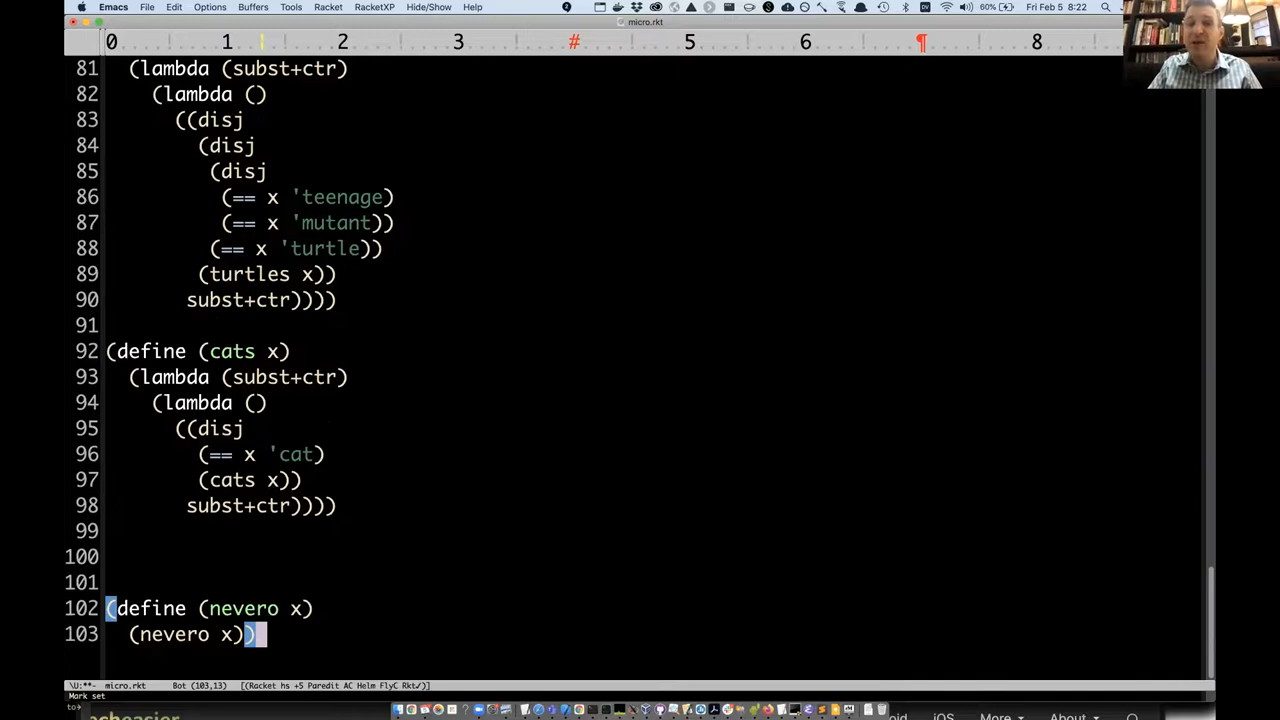 Emacs File Edit Options Buffers Tools Racket RacketXP Hide/Show Help 60% Fri Feb 5 8:22
micro.rkt
0 1 2 3 # 5 6 ¶ 8
81 (lambda (subst+ctr)
82 (lambda ()
83 ((disj
84 (disj
85 (disj
86 (== x 'teenage)
87 (== x 'mutant))
88 (== x 'turtle))
89 (turtles x))
90 subst+ctr))))
91
92 (define (cats x)
93 (lambda (subst+ctr)
94 (lambda ()
95 ((disj
96 (== x 'cat)
97 (cats x))
98 subst+ctr))))
99
100
101
102 (define (nevero x)
103 (nevero x))
\U:**- micro.rkt Bot (103,13) [(Racket hs +5 Paredit AC Helm FlyC Rkt✓)]
Mark set
iOS More About